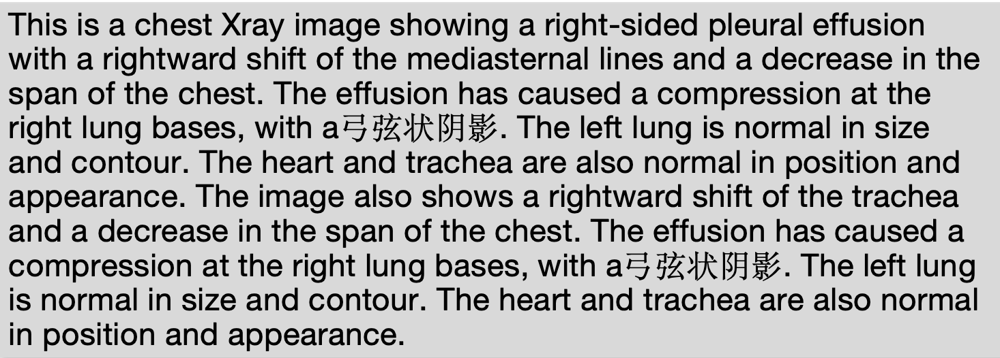 This is a chest Xray image showing a right-sided pleural effusion
with a rightward shift of the mediasternal lines and a decrease in the
span of the chest. The effusion has caused a compression at the
right lung bases, with a弓弦状阴影. The left lung is normal in size
and contour. The heart and trachea are also normal in position and
appearance. The image also shows a rightward shift of the trachea
and a decrease in the span of the chest. The effusion has caused a
compression at the right lung bases, with a弓弦状阴影. The left lung
is normal in size and contour. The heart and trachea are also normal
in position and appearance.